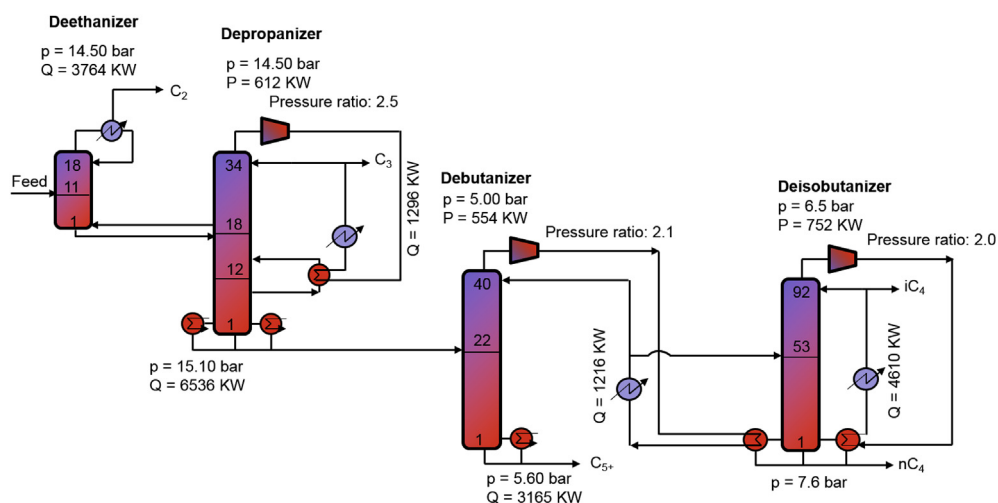 Deethanizer
p = 14.50 bar
Q = 3764 KW
C2
18
11
1
Feed
Depropanizer
p = 14.50 bar
P = 612 KW
Pressure ratio: 2.5
34
18
12
1
C3
Q = 1296 KW
p = 15.10 bar
Q = 6536 KW
Debutanizer
p = 5.00 bar
P = 554 KW
Pressure ratio: 2.1
40
22
1
Q = 1216 KW
C5+
p = 5.60 bar
Q = 3165 KW
Deisobutanizer
p = 6.5 bar
P = 752 KW
Pressure ratio: 2.0
92
53
1
iC4
Q = 4610 KW
nC4
p = 7.6 bar